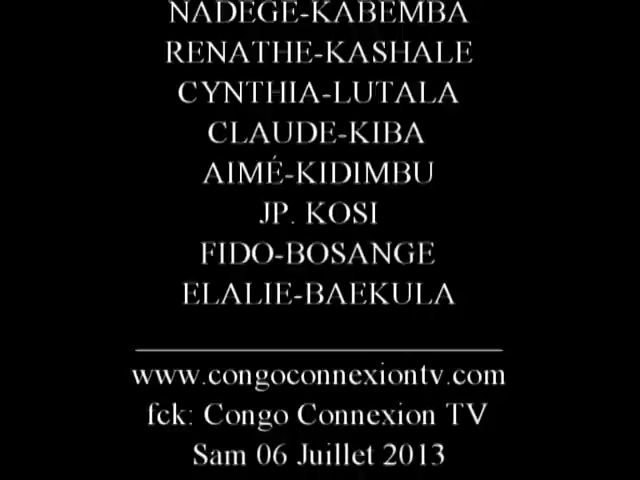 NADEGE-KABEMBA
RENATHE-KASHALE
CYNTHIA-LUTALA
CLAUDE-KIBA
AIMÉ-KIDIMBU
JP. KOSI
FIDO-BOSANGE
ELALIE-BAEKULA
www.congoconnexiontv.com
fck: Congo Connexion TV
Sam 06 Juillet 2013